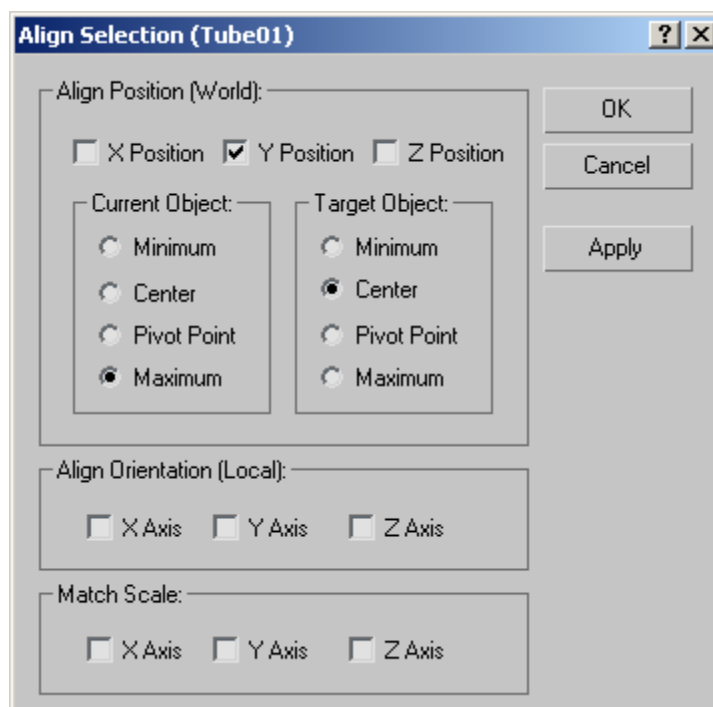 Align Selection (Tube01)
Align Position (World):
X Position Y Position Z Position
Current Object:
Minimum
Center
Pivot Point
Maximum
Target Object:
Minimum
Center
Pivot Point
Maximum
Align Orientation (Local):
X Axis Y Axis Z Axis
Match Scale:
X Axis Y Axis Z Axis
OK
Cancel
Apply